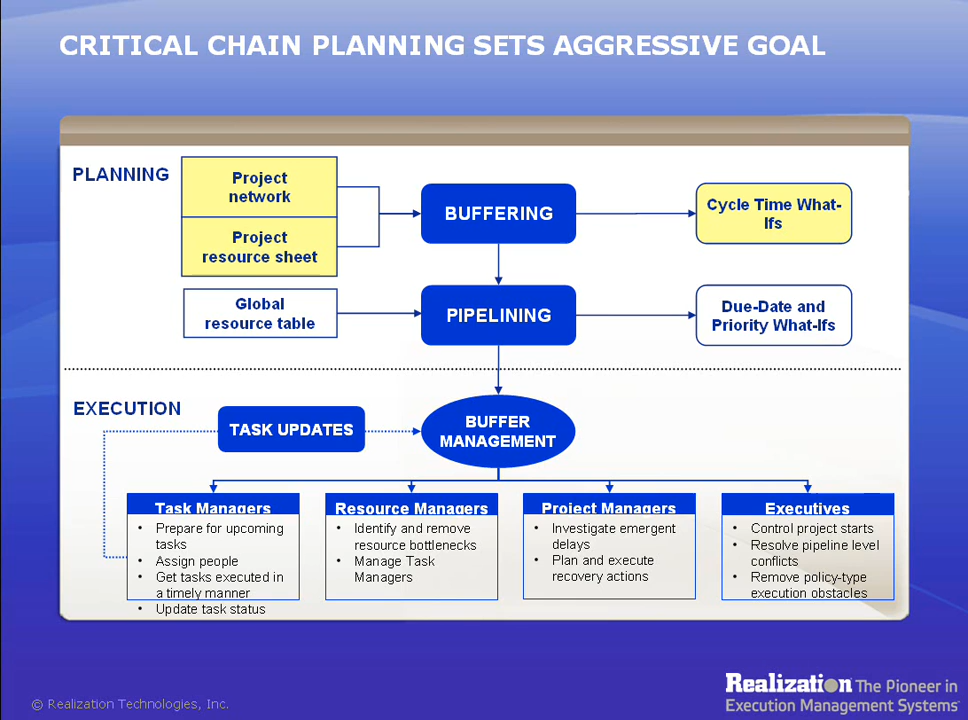 CRITICAL CHAIN PLANNING SETS AGGRESSIVE GOAL
PLANNING
Project
network
Project
resource sheet
BUFFERING
Cycle Time What-
Ifs
Global
resource table
PIPELINING
Due-Date and
Priority What-Ifs
EXECUTION
TASK UPDATES
BUFFER
MANAGEMENT
Task Managers
• Prepare for upcoming
tasks
• Assign people
• Get tasks executed in
a timely manner
• Update task status
Resource Managers
• Identify and remove
resource bottlenecks
• Manage Task
Managers
Project Managers
• Investigate emergent
delays
• Plan and execute
recovery actions
Executives
• Control project starts
• Resolve pipeline level
conflicts
• Remove policy-type
execution obstacles
© Realization Technologies, Inc.
Realization® The Pioneer in
Execution Management Systems™